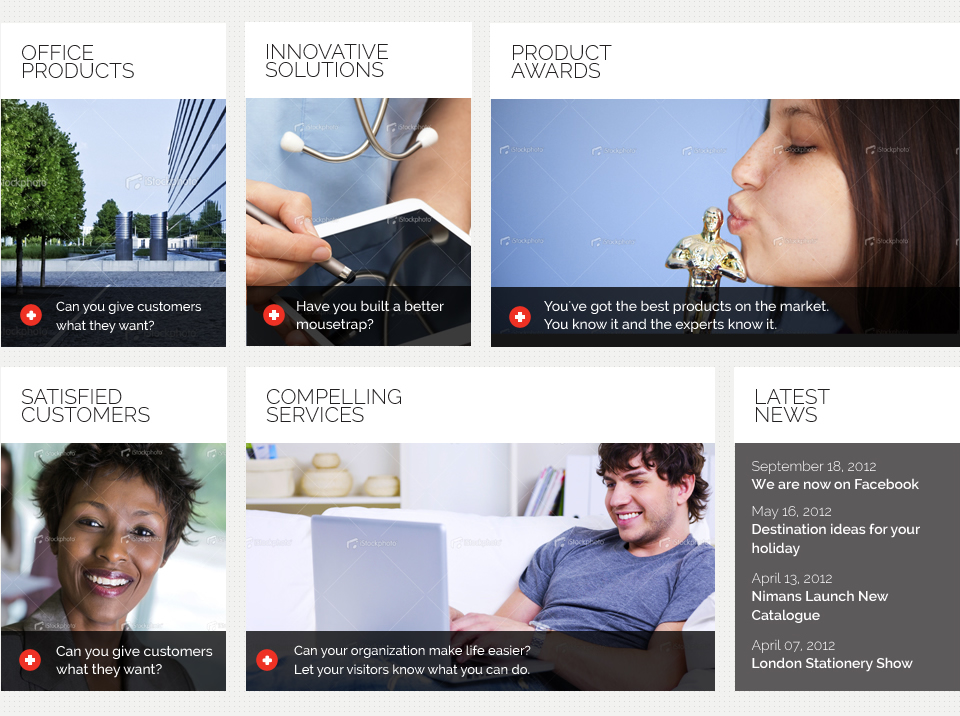 OFFICE
PRODUCTS
Can you give customers
what they want?
INNOVATIVE
SOLUTIONS
Have you built a better
mousetrap?
PRODUCT
AWARDS
You've got the best products on the market.
You know it and the experts know it.
SATISFIED
CUSTOMERS
Can you give customers
what they want?
COMPELLING
SERVICES
Can your organization make life easier?
Let your visitors know what you can do.
LATEST
NEWS
September 18, 2012
We are now on Facebook
May 16, 2012
Destination ideas for your
holiday
April 13, 2012
Nimans Launch New
Catalogue
April 07, 2012
London Stationery Show
iStockphoto